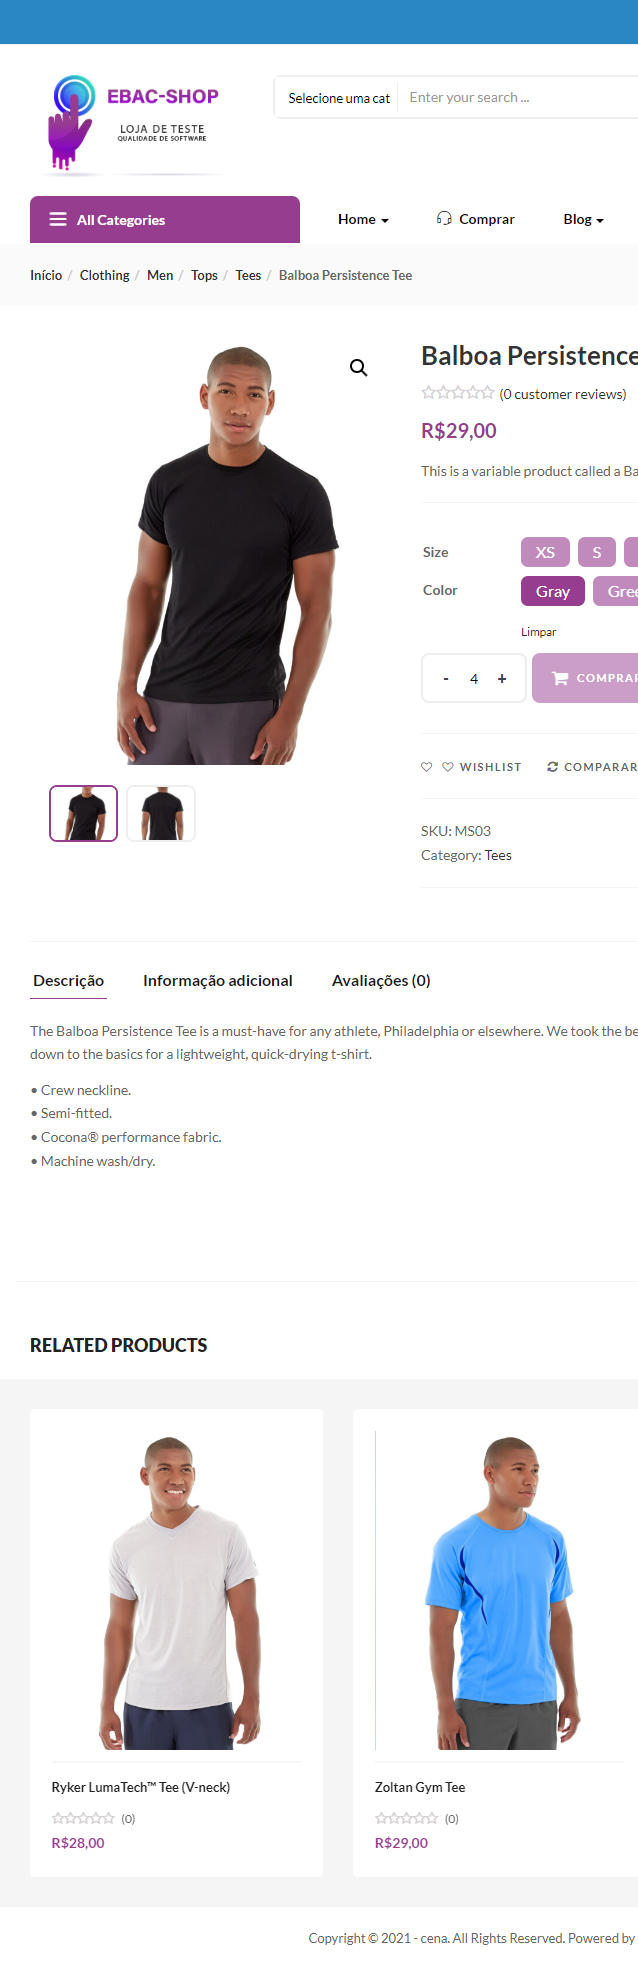 EBAC-SHOP
LOJA DE TESTE
QUALIDADE DE SOFTWARE
Selecione uma cat
Enter your search ...
All Categories
Home
Comprar
Blog
Início / Clothing / Men / Tops / Tees / Balboa Persistence Tee
Balboa Persistence
(0 customer reviews)
R$29,00
This is a variable product called a Ba
Size
XS
S
Color
Gray
Gree
Limpar
- 4 +
COMPRAR
WISHLIST
COMPARAR
SKU: MS03
Category: Tees
Descrição
Informação adicional
Avaliações (0)
The Balboa Persistence Tee is a must-have for any athlete, Philadelphia or elsewhere. We took the be
down to the basics for a lightweight, quick-drying t-shirt.
• Crew neckline.
• Semi-fitted.
• Cocona® performance fabric.
• Machine wash/dry.
RELATED PRODUCTS
Ryker LumaTech™ Tee (V-neck)
(0)
R$28,00
Zoltan Gym Tee
(0)
R$29,00
Copyright © 2021 - cena. All Rights Reserved. Powered by